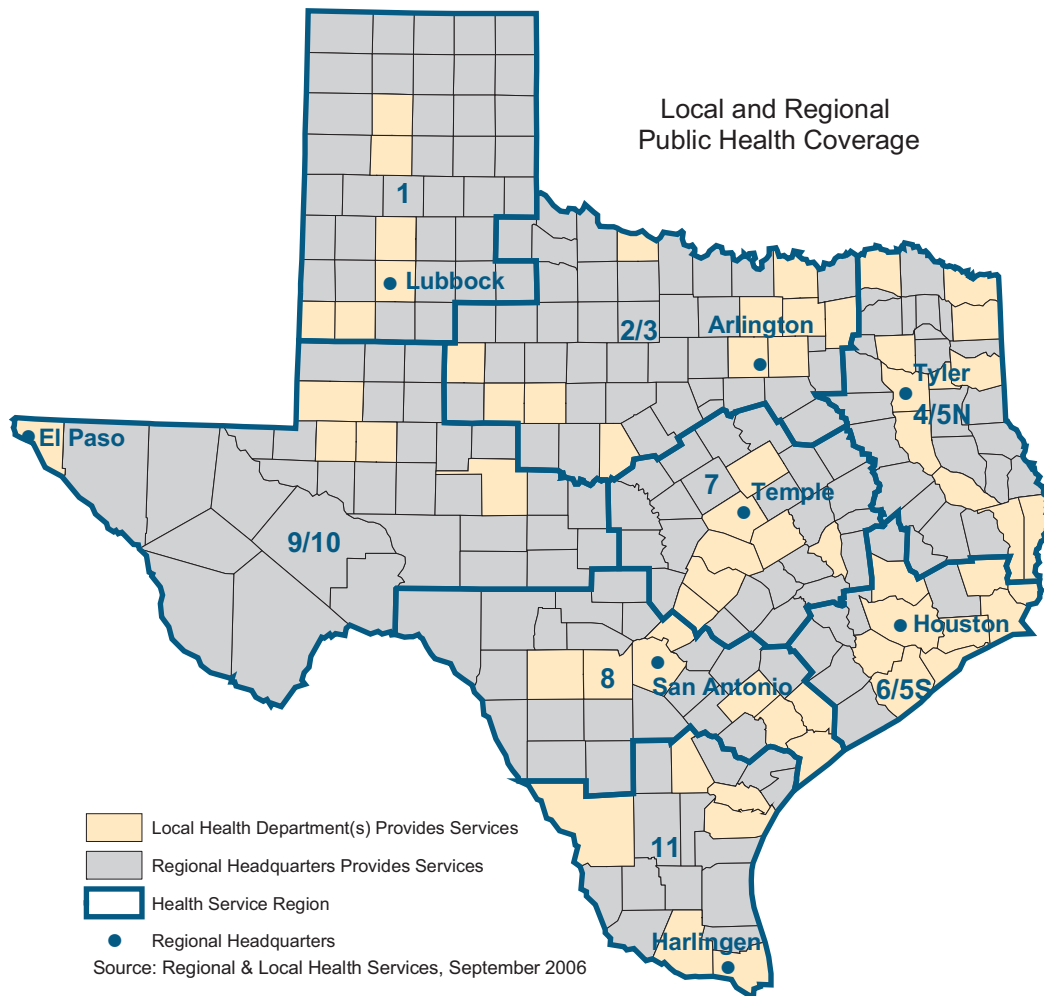 Local and Regional
Public Health Coverage
1
Lubbock
2/3
Arlington
Tyler
4/5N
El Paso
7
Temple
9/10
Houston
8
San Antonio
6/5S
11
Harlingen
Local Health Department(s) Provides Services
Regional Headquarters Provides Services
Health Service Region
Regional Headquarters
Source: Regional & Local Health Services, September 2006